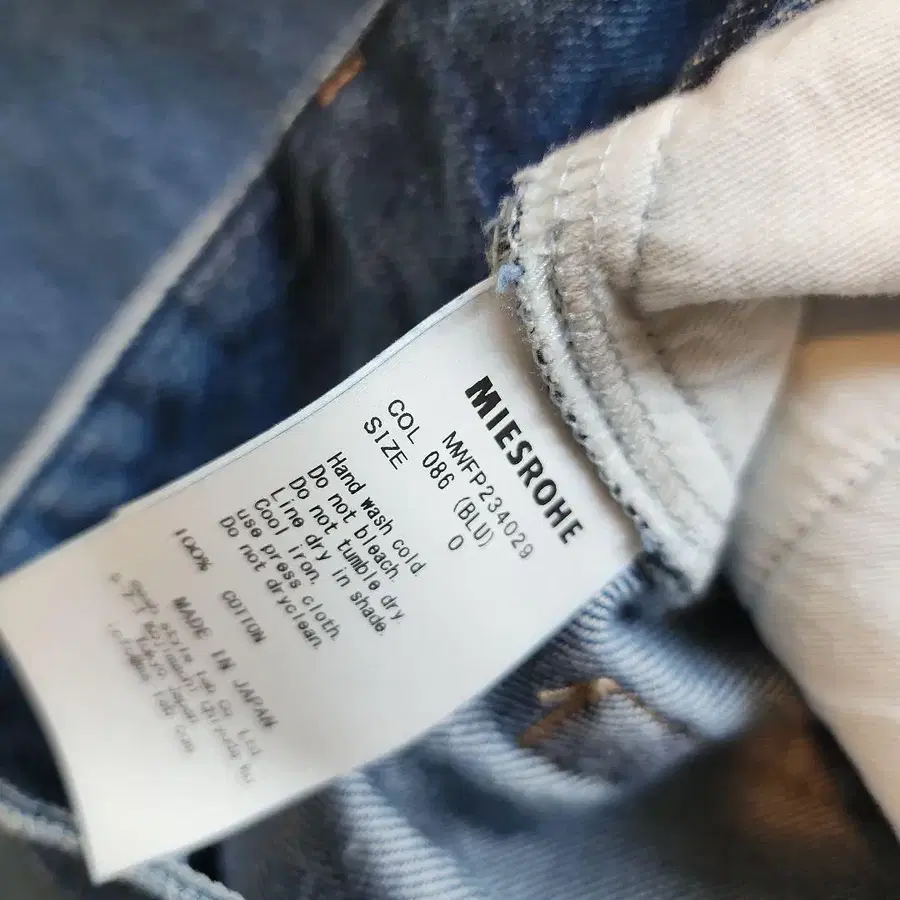 MIESROHE
MWFP234029
COL 086 (BLU)
SIZE 0
Hand wash cold.
Do not bleach.
Do not tumble dry
Line dry in shade.
Cool iron.
use press cloth.
Do not dryclean.
100% COTTON
MADE IN JAPAN